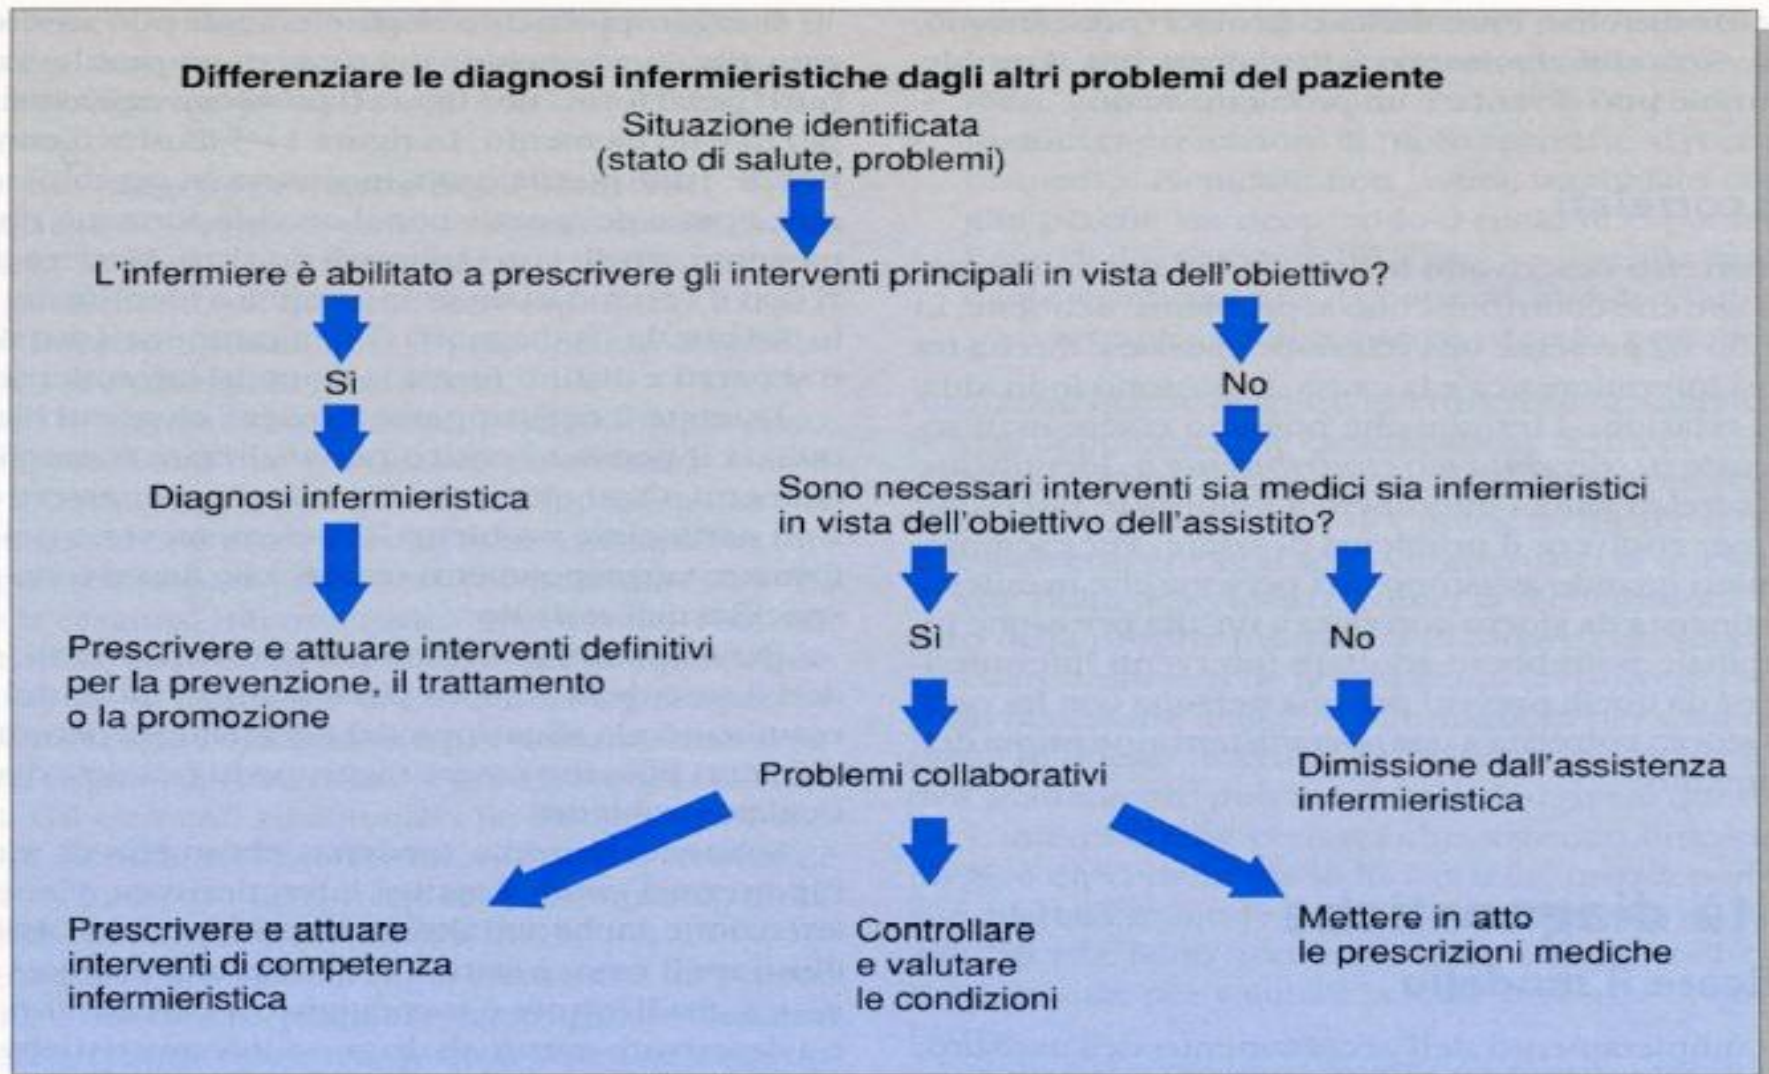 Differenziare le diagnosi infermieristiche dagli altri problemi del paziente
Situazione identificata
(stato di salute, problemi)
L'infermiere è abilitato a prescrivere gli interventi principali in vista dell'obiettivo?
Sì
No
Diagnosi infermieristica
Sono necessari interventi sia medici sia infermieristici
in vista dell'obiettivo dell'assistito?
Prescrivere e attuare interventi definitivi
per la prevenzione, il trattamento
o la promozione
Sì
No
Problemi collaborativi
Dimissione dall'assistenza
infermieristica
Prescrivere e attuare
interventi di competenza
infermieristica
Controllare
e valutare
le condizioni
Mettere in atto
le prescrizioni mediche